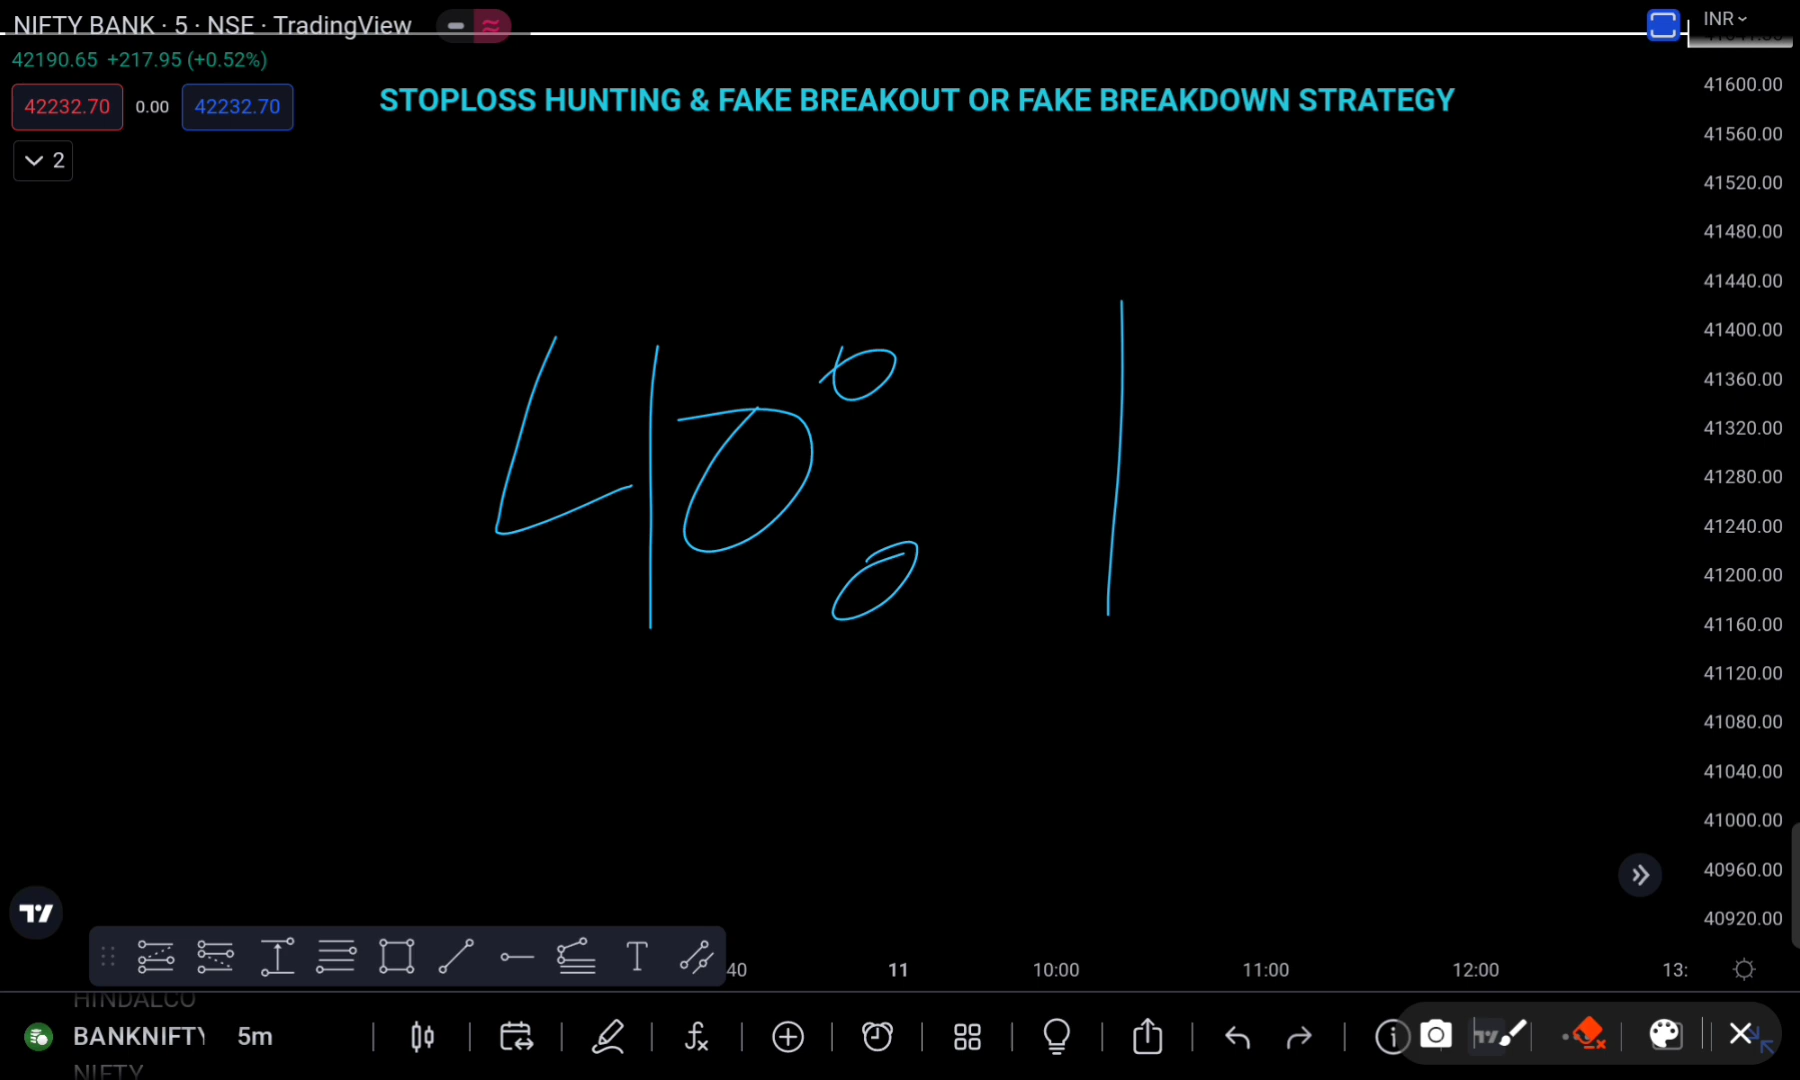 NIFTY BANK · 5 · NSE · TradingView
INR
42190.65 +217.95 (+0.52%)
42232.70 0.00 42232.70
STOPLOSS HUNTING & FAKE BREAKOUT OR FAKE BREAKDOWN STRATEGY
2
41600.00
41560.00
41520.00
41480.00
41440.00
41400.00
41360.00
41320.00
41280.00
41240.00
41200.00
41160.00
41120.00
41080.00
41040.00
41000.00
40960.00
40920.00
40 : 1
T
40 11 10:00 11:00 12:00 13:
HINDALCO
BANKNIFTY 5m
NIFTY